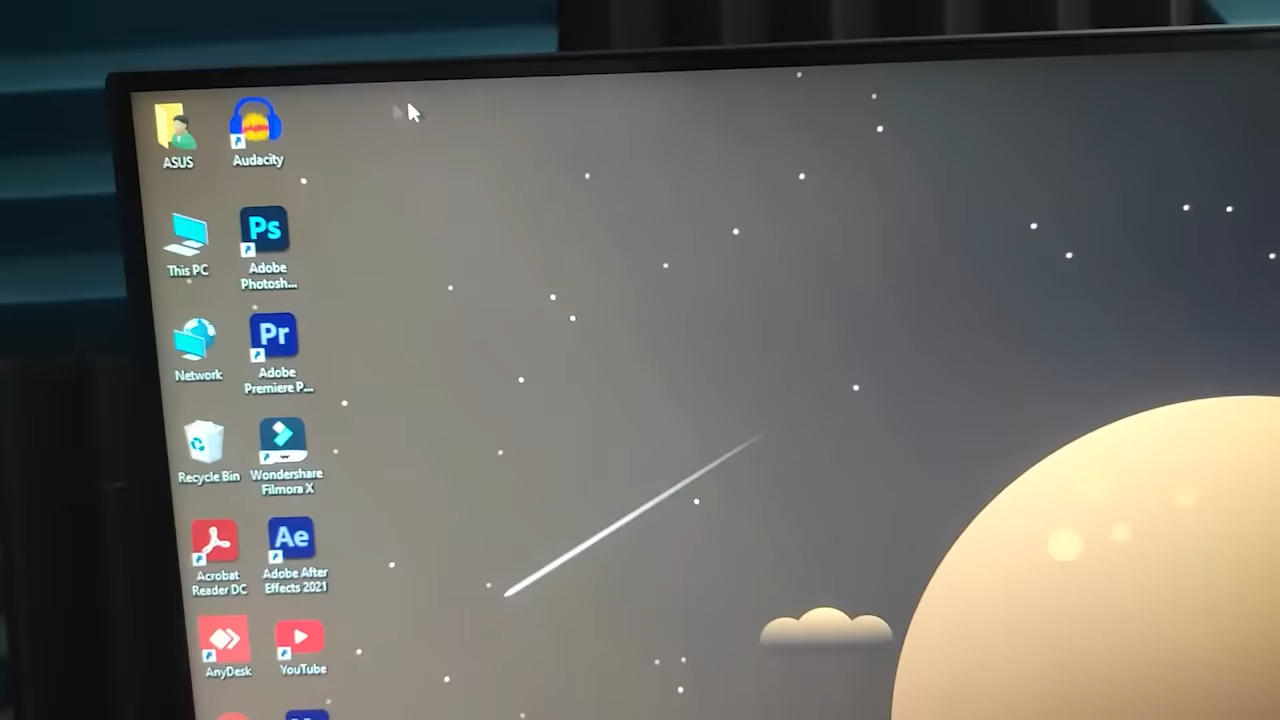 ASUS
Audacity
This PC
Ps
Adobe
Photosh...
Network
Pr
Adobe
Premiere P...
Recycle Bin
Wondershare
Filmora X
Acrobat
Reader DC
Ae
Adobe After
Effects 2021
AnyDesk
YouTube